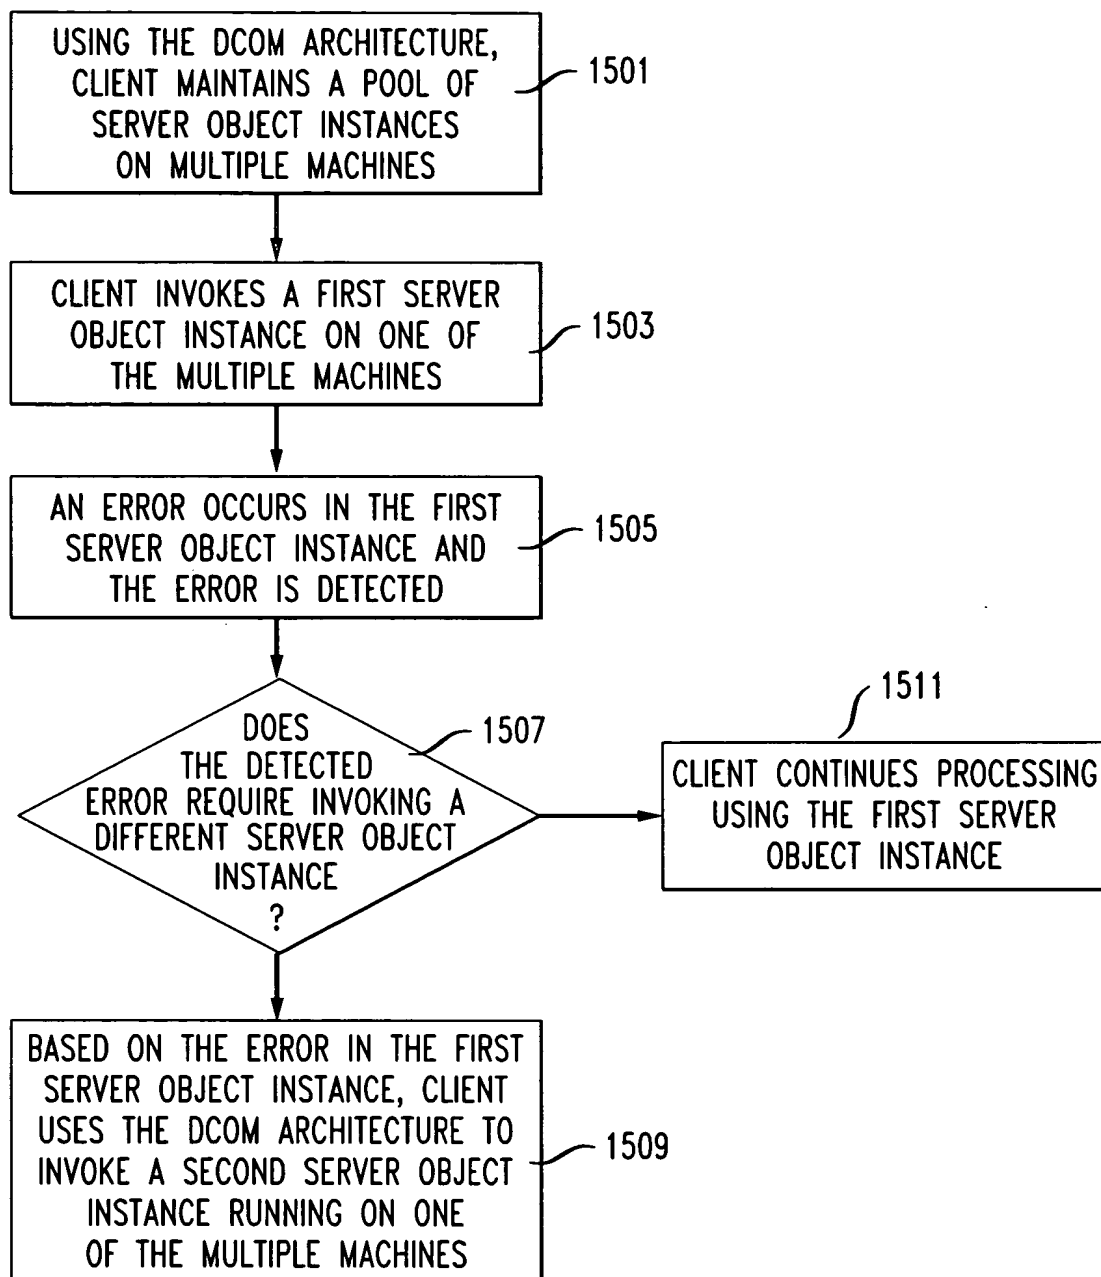 USING THE DCOM ARCHITECTURE,
CLIENT MAINTAINS A POOL OF
SERVER OBJECT INSTANCES
ON MULTIPLE MACHINES
1501
CLIENT INVOKES A FIRST SERVER
OBJECT INSTANCE ON ONE OF
THE MULTIPLE MACHINES
1503
AN ERROR OCCURS IN THE FIRST
SERVER OBJECT INSTANCE AND
THE ERROR IS DETECTED
1505
DOES
THE DETECTED
ERROR REQUIRE INVOKING A
DIFFERENT SERVER OBJECT
INSTANCE
?
1507
1511
CLIENT CONTINUES PROCESSING
USING THE FIRST SERVER
OBJECT INSTANCE
BASED ON THE ERROR IN THE FIRST
SERVER OBJECT INSTANCE, CLIENT
USES THE DCOM ARCHITECTURE TO
INVOKE A SECOND SERVER OBJECT
INSTANCE RUNNING ON ONE
OF THE MULTIPLE MACHINES
1509